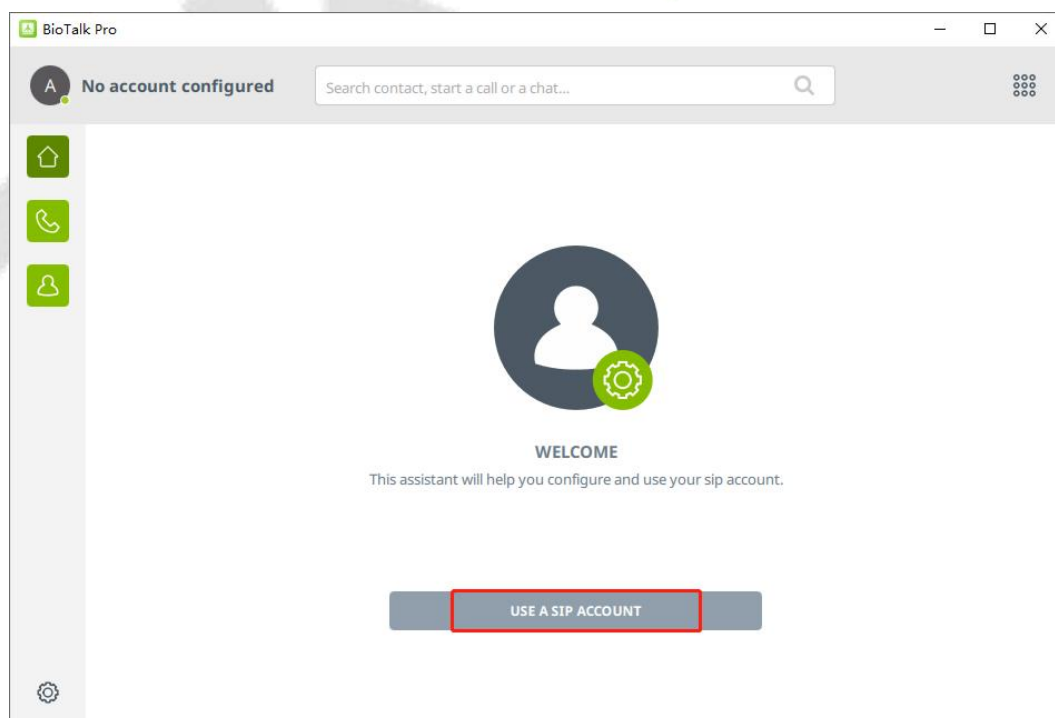 BioTalk Pro
A
No account configured
Search contact, start a call or a chat...
WELCOME
This assistant will help you configure and use your sip account.
USE A SIP ACCOUNT